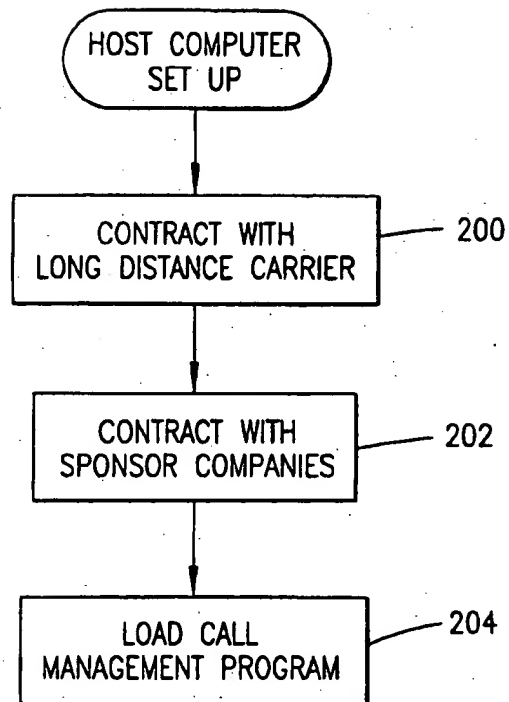 HOST COMPUTER
SET UP
CONTRACT WITH
LONG DISTANCE CARRIER
200
CONTRACT WITH
SPONSOR COMPANIES
202
LOAD CALL
MANAGEMENT PROGRAM
204